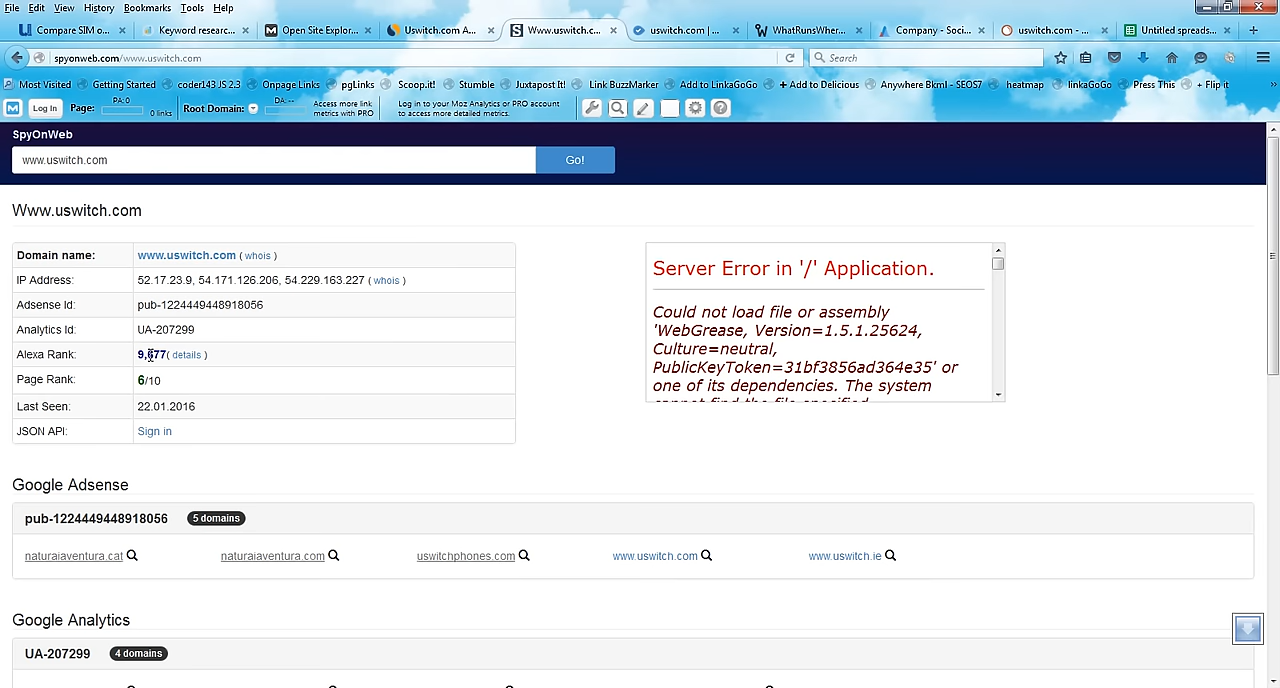 File Edit View History Bookmarks Tools Help
Compare SIM o... Keyword researc... Open Site Explor... Uswitch.com A... Www.uswitch.c... uswitch.com | ... WhatRunsWher... Company - Soci... uswitch.com - ... Untitled spreads...
spyonweb.com/www.uswitch.com Search
Most Visited Getting Started coder143 JS 2.3 Onpage Links pgLinks Scoop.it! Stumble Juxtapost It! Link BuzzMarker Add to LinkaGoGo + Add to Delicious Anywhere Bkml - SEOS7 heatmap linkaGoGo Press This + Flip it
Log In Page: DA: 0 0 links Root Domain: DA: --
Access more link
metrics with PRO
Log in to your Moz Analytics or PRO account
to access more detailed metrics.
SpyOnWeb
www.uswitch.com Go!
Www.uswitch.com
Domain name: www.uswitch.com ( whois )
IP Address: 52.17.23.9, 54.171.126.206, 54.229.163.227 ( whois )
Adsense Id: pub-1224449448918056
Analytics Id: UA-207299
Alexa Rank: 9,677( details )
Page Rank: 6/10
Last Seen: 22.01.2016
JSON API: Sign in
Server Error in '/' Application.
Could not load file or assembly
'WebGrease, Version=1.5.1.25624,
Culture=neutral,
PublicKeyToken=31bf3856ad364e35' or
one of its dependencies. The system
cannot find the file specified.
Google Adsense
pub-1224449448918056 5 domains
naturaiaventura.cat naturaiaventura.com uswitchphones.com www.uswitch.com www.uswitch.ie
Google Analytics
UA-207299 4 domains